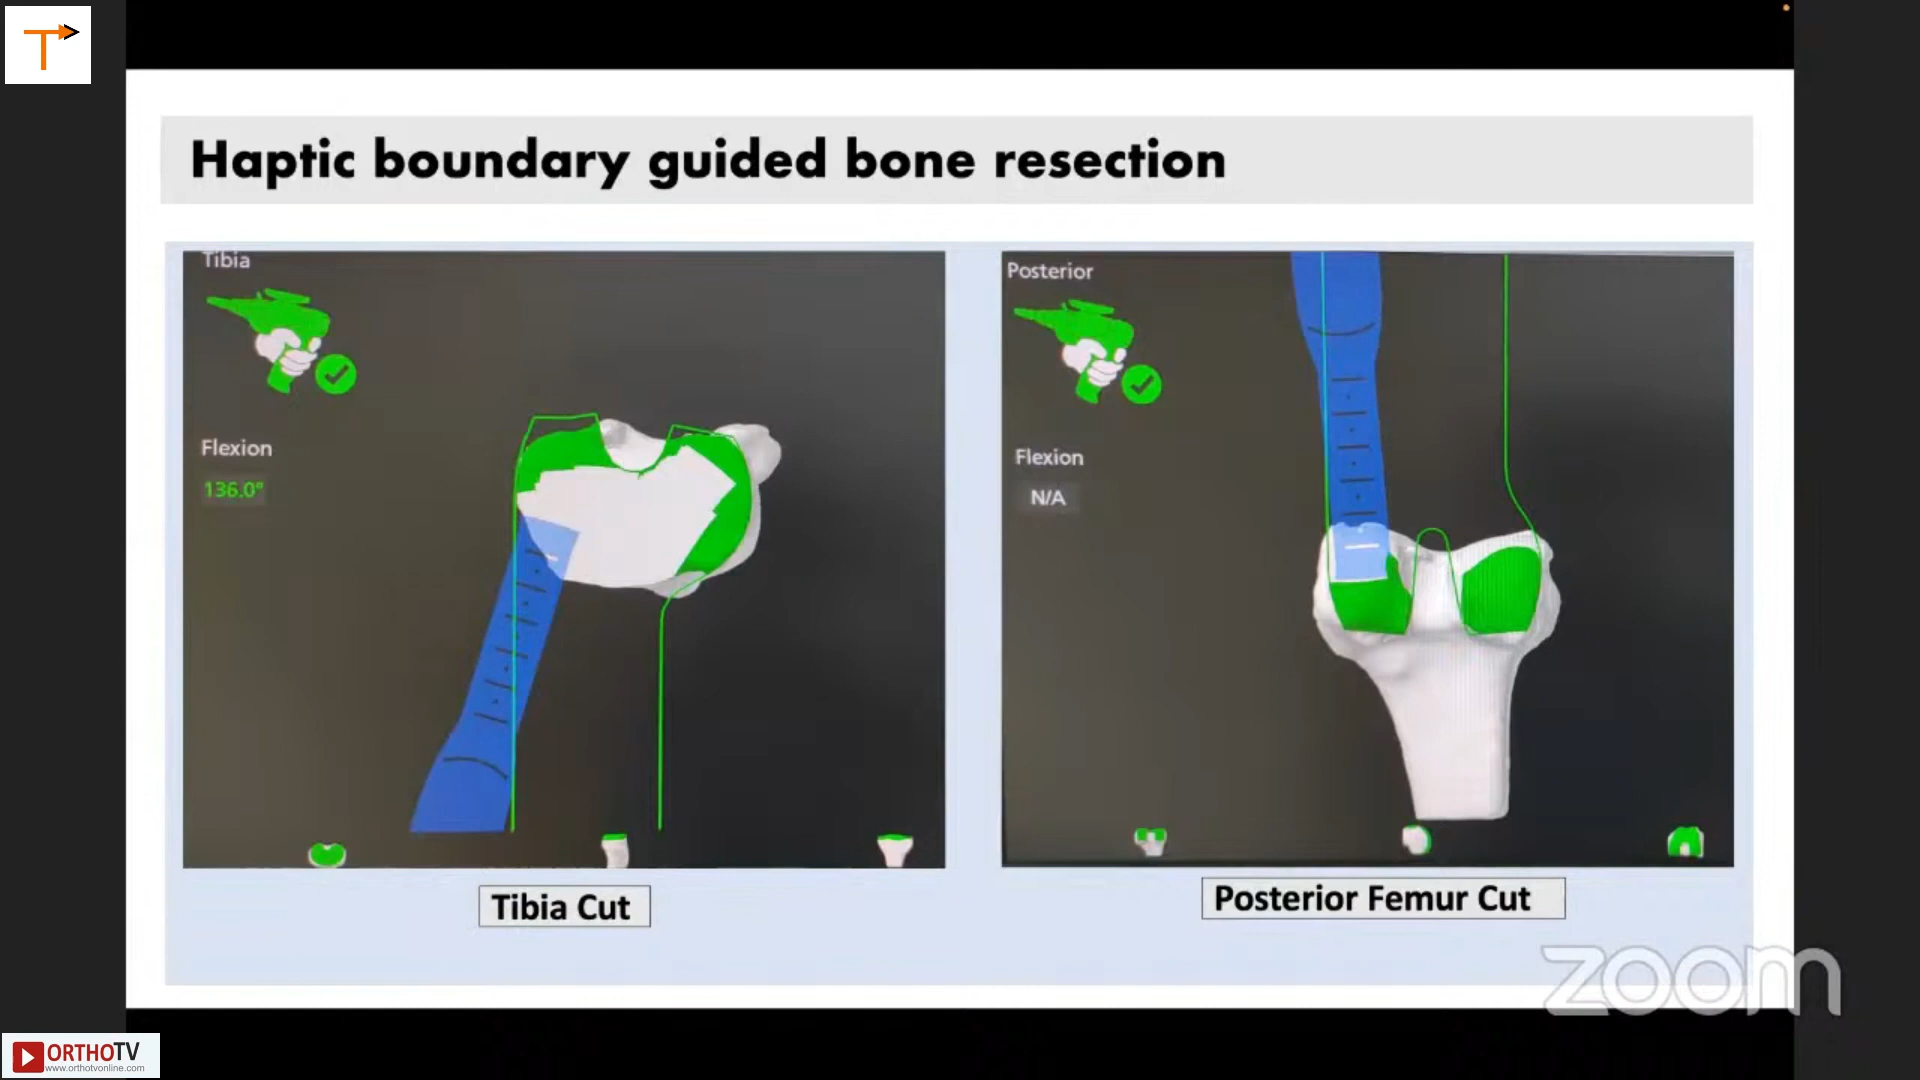 T
Haptic boundary guided bone resection
Tibia
Flexion
136.0°
Posterior
Flexion
N/A
Tibia Cut
Posterior Femur Cut
zoom
ORTHOTV
www.orthotvonline.com